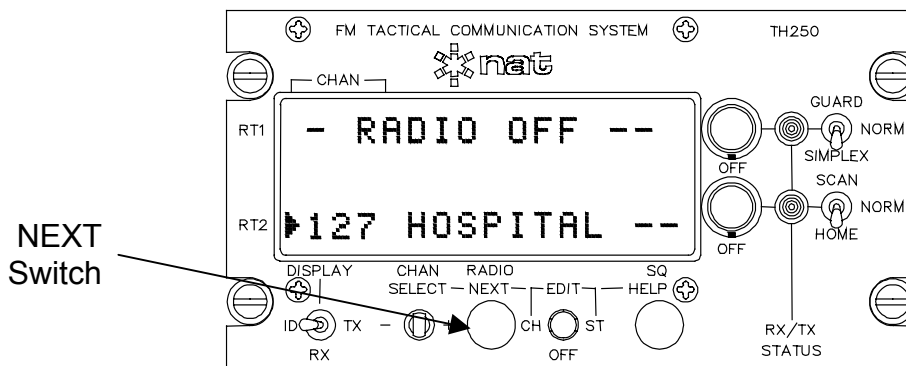 FM TACTICAL COMMUNICATION SYSTEM
TH250
nat
CHAN
GUARD
RT1
- RADIO OFF --
NORM
OFF
SIMPLEX
SCAN
RT2
127 HOSPITAL --
NORM
OFF
HOME
NEXT
Switch
DISPLAY
CHAN
SELECT
RADIO
NEXT
EDIT
SQ
HELP
ID
TX
- +
CH
ST
RX
OFF
RX/TX
STATUS